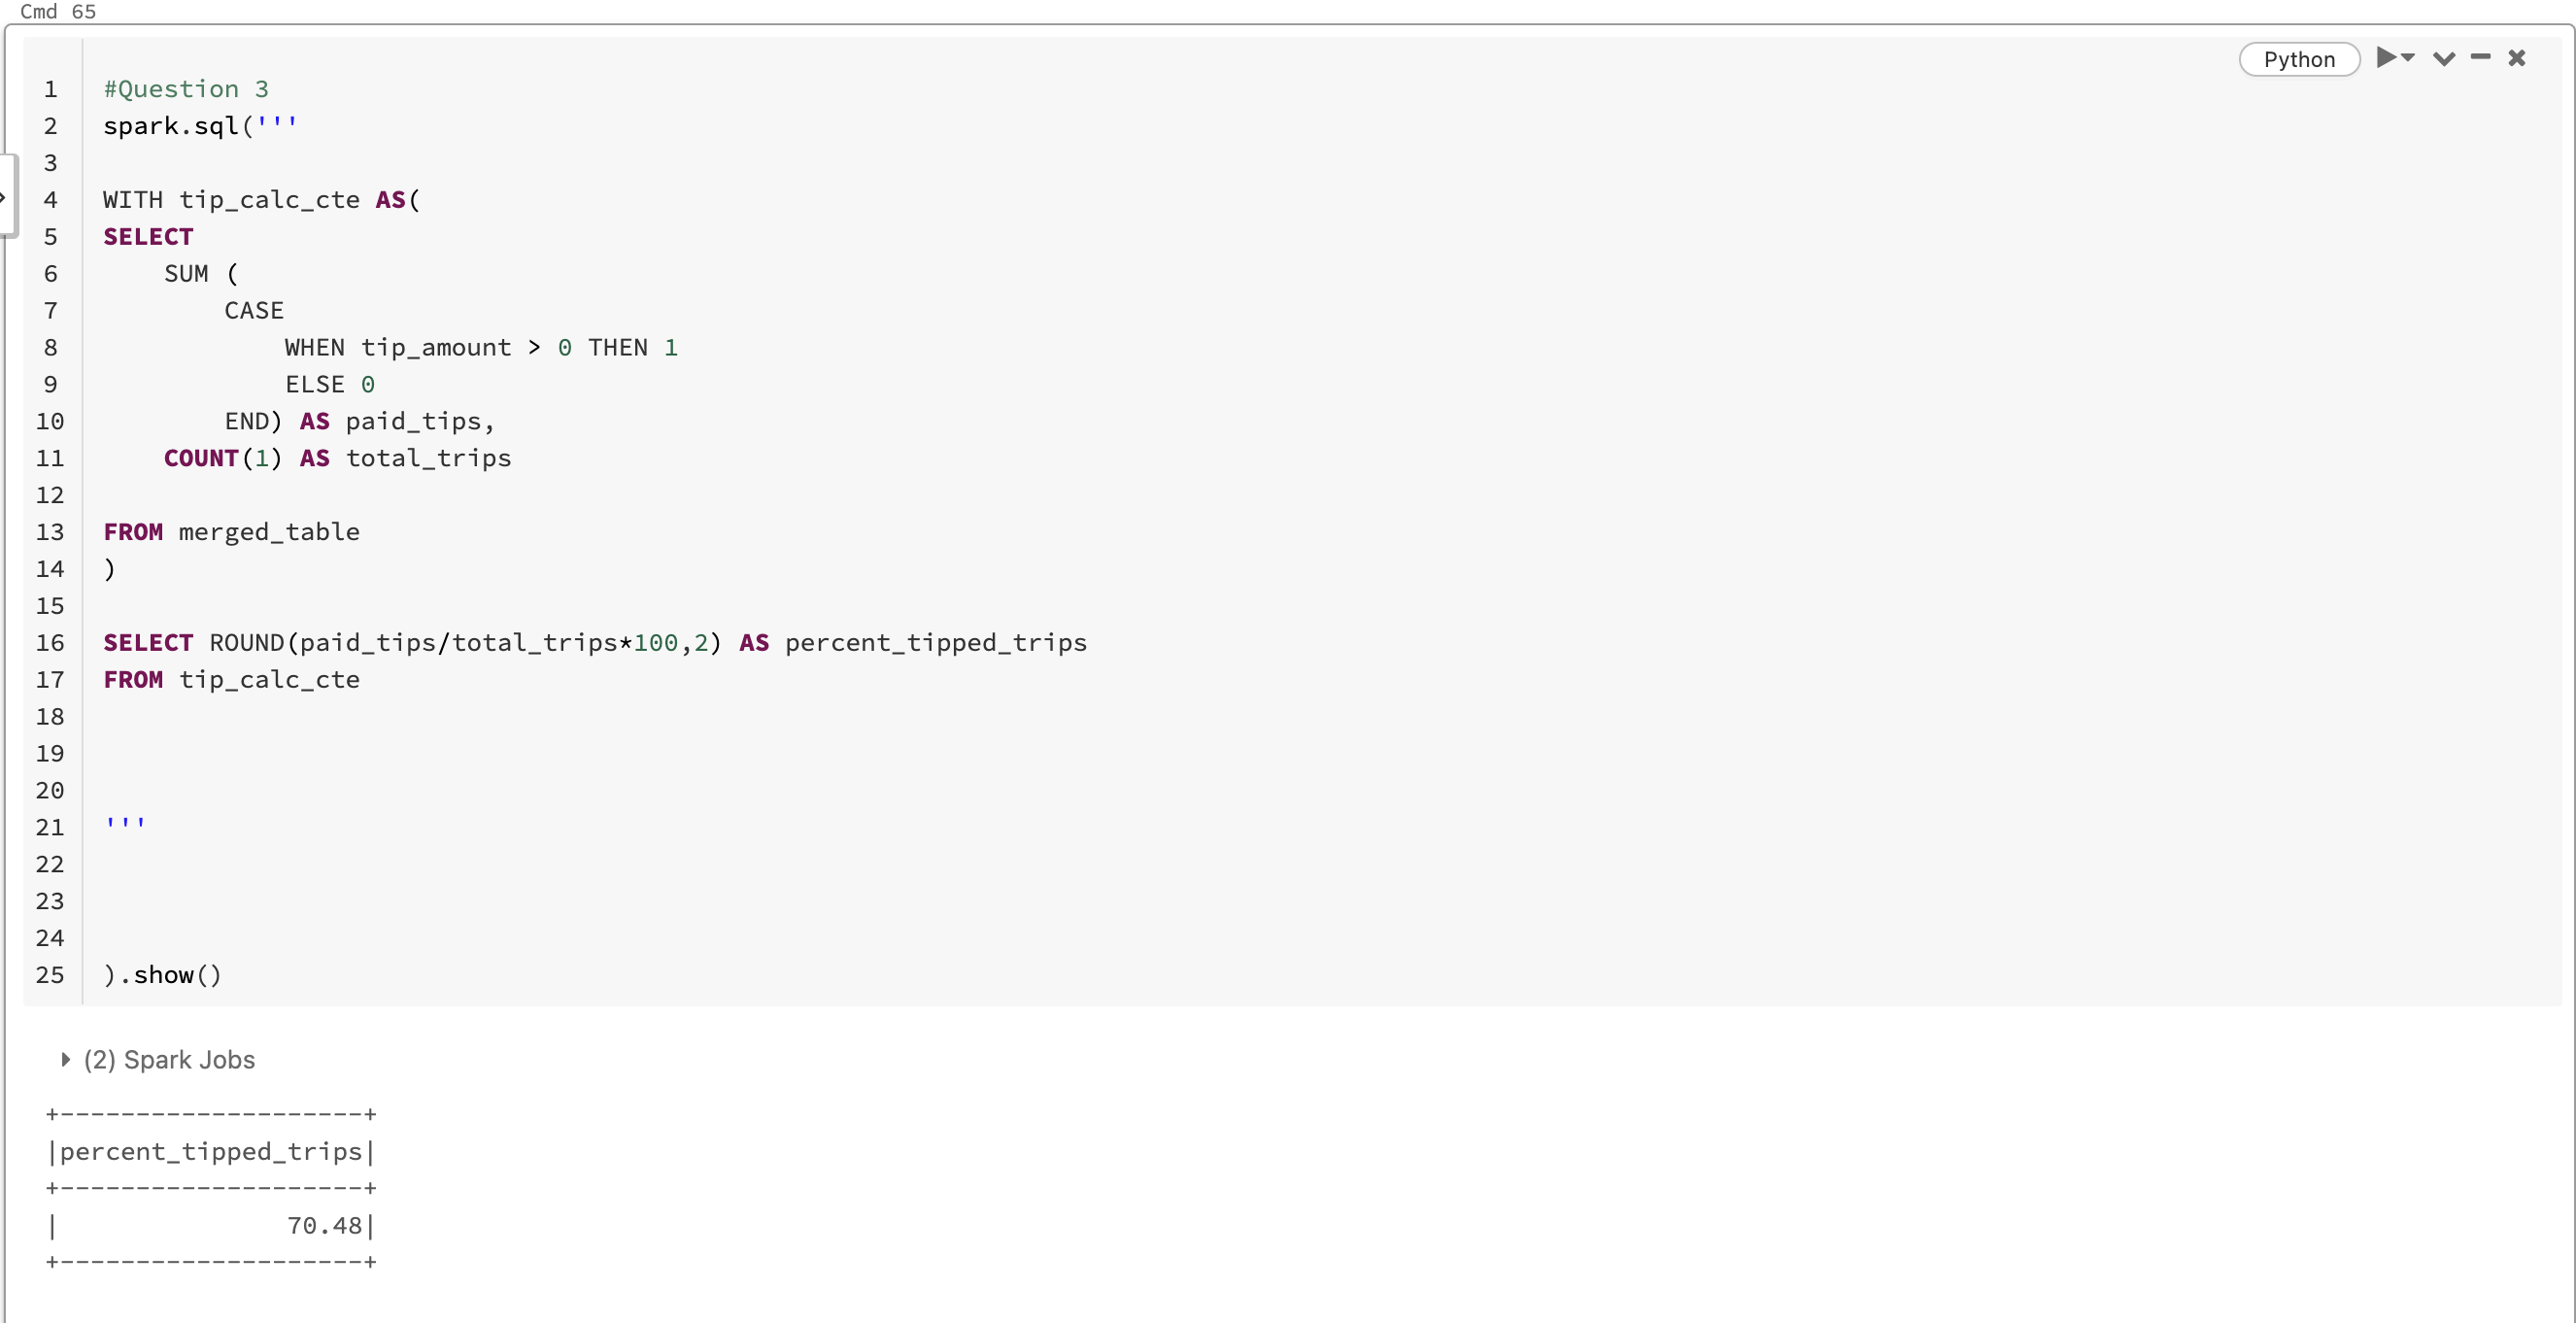 Cmd 65
Python
1 #Question 3
2 spark.sql('''
3
4 WITH tip_calc_cte AS(
5 SELECT
6     SUM (
7         CASE
8             WHEN tip_amount > 0 THEN 1
9             ELSE 0
10         END) AS paid_tips,
11     COUNT(1) AS total_trips
12
13 FROM merged_table
14 )
15
16 SELECT ROUND(paid_tips/total_trips*100,2) AS percent_tipped_trips
17 FROM tip_calc_cte
18
19
20
21 '''
22
23
24
25 ).show()
(2) Spark Jobs
+--------------------+
|percent_tipped_trips|
+--------------------+
|               70.48|
+--------------------+